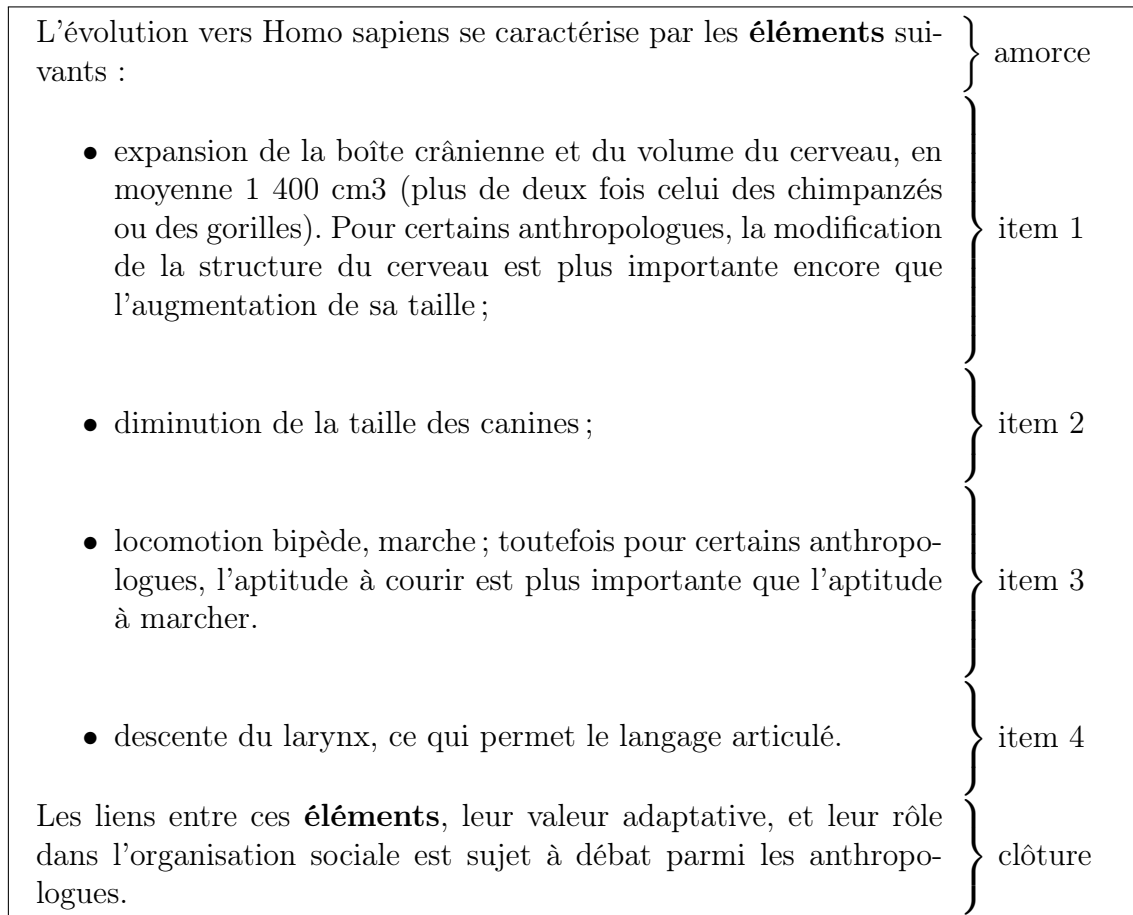 L'évolution vers Homo sapiens se caractérise par les éléments sui-
vants :
amorce
• expansion de la boîte crânienne et du volume du cerveau, en
moyenne 1 400 cm3 (plus de deux fois celui des chimpanzés
ou des gorilles). Pour certains anthropologues, la modification
de la structure du cerveau est plus importante encore que
l'augmentation de sa taille ;
item 1
• diminution de la taille des canines ;
item 2
• locomotion bipède, marche ; toutefois pour certains anthropo-
logues, l'aptitude à courir est plus importante que l'aptitude
à marcher.
item 3
• descente du larynx, ce qui permet le langage articulé.
item 4
Les liens entre ces éléments, leur valeur adaptative, et leur rôle
dans l'organisation sociale est sujet à débat parmi les anthropo-
logues.
clôture